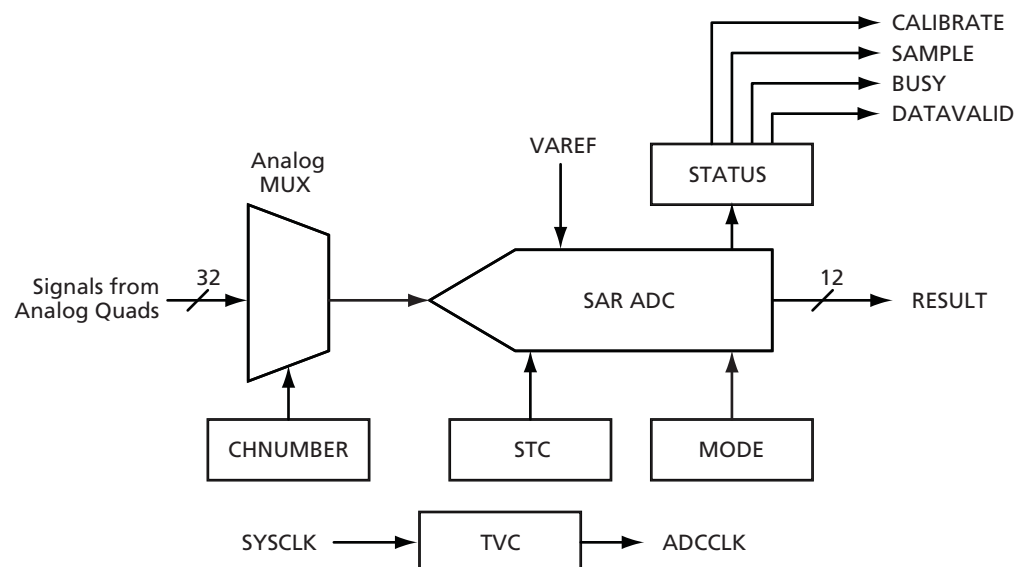 CALIBRATE
SAMPLE
BUSY
DATAVALID
STATUS
VAREF
Analog
MUX
32
Signals from
Analog Quads
SAR ADC
12
RESULT
CHNUMBER
STC
MODE
SYSCLK
TVC
ADCCLK